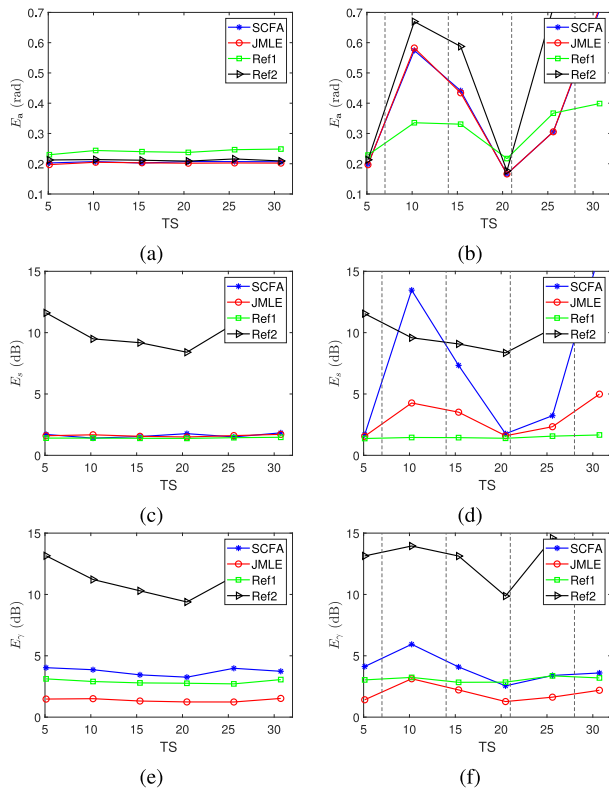 0.7
0.6
0.5
0.4
0.3
0.2
0.1
5 10 15 20 25 30
TS
E_a (rad)
SCFA
JMLE
Ref1
Ref2
(a)
0.7
0.6
0.5
0.4
0.3
0.2
0.1
5 10 15 20 25 30
TS
E_a (rad)
SCFA
JMLE
Ref1
Ref2
(b)
15
10
5
0
5 10 15 20 25 30
TS
E_s (dB)
SCFA
JMLE
Ref1
Ref2
(c)
15
10
5
0
5 10 15 20 25 30
TS
E_s (dB)
SCFA
JMLE
Ref1
Ref2
(d)
15
10
5
0
5 10 15 20 25 30
TS
E_γ (dB)
SCFA
JMLE
Ref1
Ref2
(e)
15
10
5
0
5 10 15 20 25 30
TS
E_γ (dB)
SCFA
JMLE
Ref1
Ref2
(f)